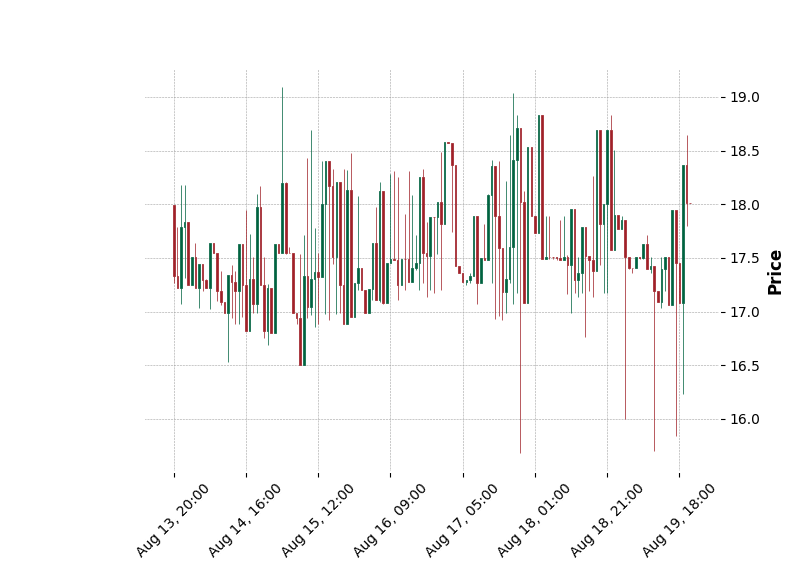 19.0
18.5
18.0
17.5
17.0
16.5
16.0
Price
Aug 13, 20:00
Aug 14, 16:00
Aug 15, 12:00
Aug 16, 09:00
Aug 17, 05:00
Aug 18, 01:00
Aug 18, 21:00
Aug 19, 18:00